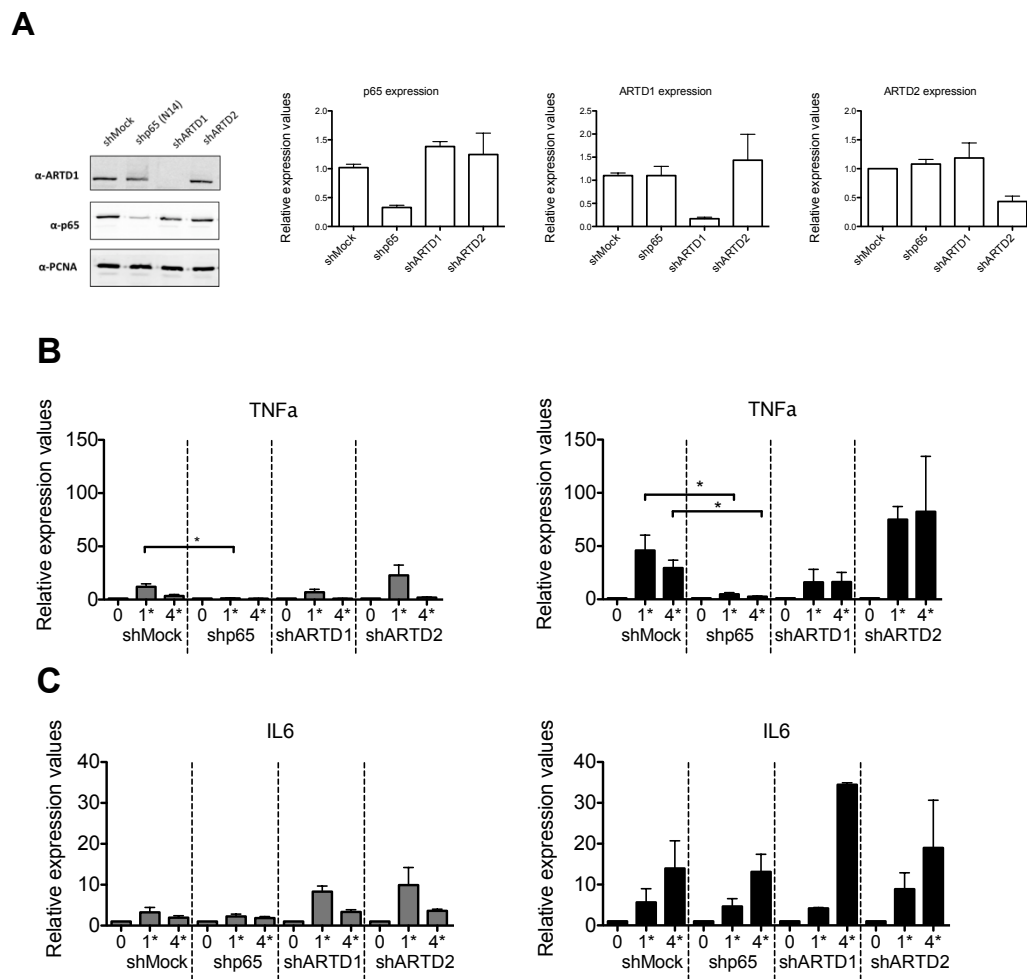 A
shMock
shp65 (N14)
shARTD1
shARTD2
α-ARTD1
α-p65
α-PCNA
p65 expression
Relative expression values
2.0
1.5
1.0
0.5
0.0
shMock
shp65
shARTD1
shARTD2
ARTD1 expression
Relative expression values
2.5
2.0
1.5
1.0
0.5
0.0
shMock
shp65
shARTD1
shARTD2
ARTD2 expression
Relative expression values
2.0
1.5
1.0
0.5
0.0
shMock
shp65
shARTD1
shARTD2
B
TNFa
Relative expression values
150
100
50
0
*
0 1* 4* 0 1* 4* 0 1* 4* 0 1* 4*
shMock shp65 shARTD1 shARTD2
TNFa
Relative expression values
150
100
50
0
*
*
0 1* 4* 0 1* 4* 0 1* 4* 0 1* 4*
shMock shp65 shARTD1 shARTD2
C
IL6
Relative expression values
40
30
20
10
0
0 1* 4* 0 1* 4* 0 1* 4* 0 1* 4*
shMock shp65 shARTD1 shARTD2
IL6
Relative expression values
40
30
20
10
0
0 1* 4* 0 1* 4* 0 1* 4* 0 1* 4*
shMock shp65 shARTD1 shARTD2